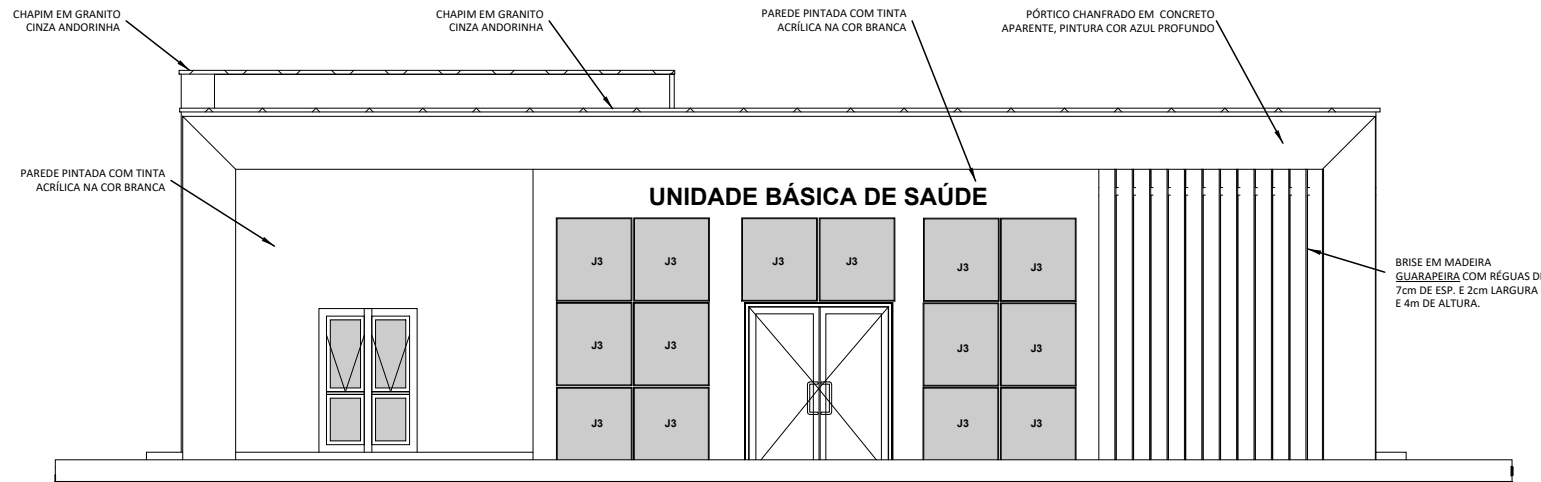 CHAPIM EM GRANITO
CINZA ANDORINHA
CHAPIM EM GRANITO
CINZA ANDORINHA
PAREDE PINTADA COM TINTA
ACRÍLICA NA COR BRANCA
PÓRTICO CHANFRADO EM CONCRETO
APARENTE, PINTURA COR AZUL PROFUNDO
PAREDE PINTADA COM TINTA
ACRÍLICA NA COR BRANCA
UNIDADE BÁSICA DE SAÚDE
J3 J3 J3 J3 J3 J3
BRISE EM MADEIRA
GUARAPEIRA COM RÉGUAS DE
7cm DE ESP. E 2cm LARGURA
E 4m DE ALTURA.
J3 J3 J3 J3
J3 J3 J3 J3